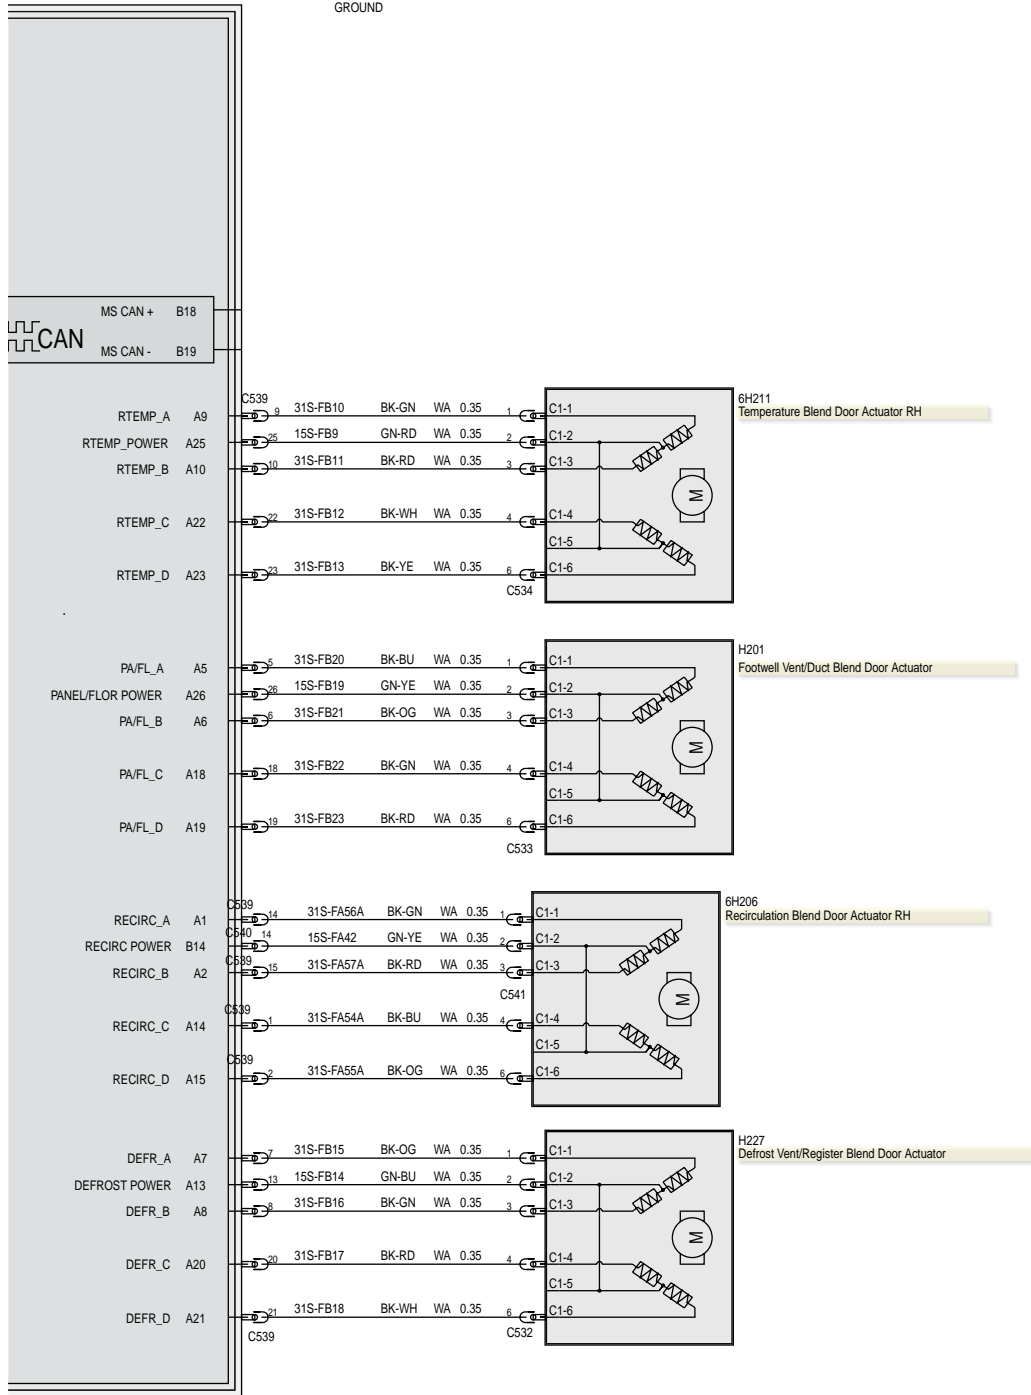 GROUND
MS CAN + B18
CAN
MS CAN - B19
C539
6H211
RTEMP_A A9 9 31S-FB10 BK-GN WA 0.35 1 C1-1 Temperature Blend Door Actuator RH
RTEMP_POWER A25 25 15S-FB9 GN-RD WA 0.35 2 C1-2
RTEMP_B A10 10 31S-FB11 BK-RD WA 0.35 3 C1-3
M
RTEMP_C A22 22 31S-FB12 BK-WH WA 0.35 4 C1-4
C1-5
RTEMP_D A23 23 31S-FB13 BK-YE WA 0.35 6 C1-6
C534
.
H201
PA/FL_A A5 5 31S-FB20 BK-BU WA 0.35 1 C1-1 Footwell Vent/Duct Blend Door Actuator
PANEL/FLOR POWER A26 26 15S-FB19 GN-YE WA 0.35 2 C1-2
PA/FL_B A6 6 31S-FB21 BK-OG WA 0.35 3 C1-3
M
PA/FL_C A18 18 31S-FB22 BK-GN WA 0.35 4 C1-4
C1-5
PA/FL_D A19 19 31S-FB23 BK-RD WA 0.35 6 C1-6
C533
C539
6H206
RECIRC_A A1 14 31S-FA56A BK-GN WA 0.35 1 C1-1 Recirculation Blend Door Actuator RH
C540
RECIRC POWER B14 14 15S-FA42 GN-YE WA 0.35 2 C1-2
C539
RECIRC_B A2 15 31S-FA57A BK-RD WA 0.35 3 C1-3
C541
M
C539
RECIRC_C A14 1 31S-FA54A BK-BU WA 0.35 4 C1-4
C1-5
C539
RECIRC_D A15 2 31S-FA55A BK-OG WA 0.35 6 C1-6
H227
DEFR_A A7 7 31S-FB15 BK-OG WA 0.35 1 C1-1 Defrost Vent/Register Blend Door Actuator
DEFROST POWER A13 13 15S-FB14 GN-BU WA 0.35 2 C1-2
DEFR_B A8 8 31S-FB16 BK-GN WA 0.35 3 C1-3
M
DEFR_C A20 20 31S-FB17 BK-RD WA 0.35 4 C1-4
C1-5
DEFR_D A21 21 31S-FB18 BK-WH WA 0.35 6 C1-6
C539 C532